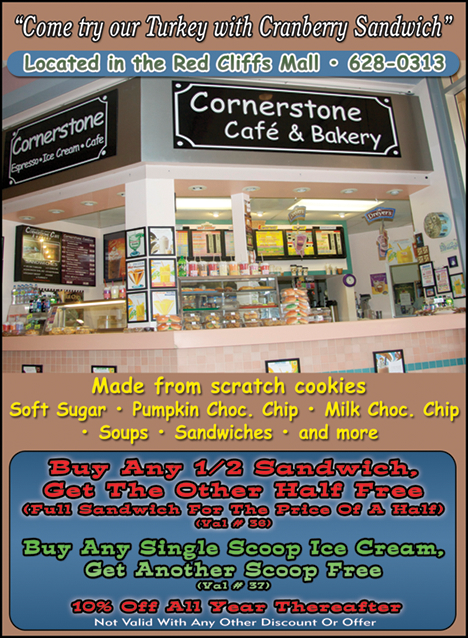 “Come try our Turkey with Cranberry Sandwich”
Located in the Red Cliffs Mall • 628-0313
Cornerstone
Espresso • Ice Cream • Cafe
Cornerstone
Café & Bakery
Dreyer's
Made from scratch cookies
Soft Sugar • Pumpkin Choc. Chip • Milk Choc. Chip
• Soups • Sandwiches • and more
Buy Any 1/2 Sandwich,
Get The Other Half Free
(Full Sandwich For The Price Of A Half)
(Val # 36)
Buy Any Single Scoop Ice Cream,
Get Another Scoop Free
(Val # 37)
10% Off All Year Thereafter
Not Valid With Any Other Discount Or Offer